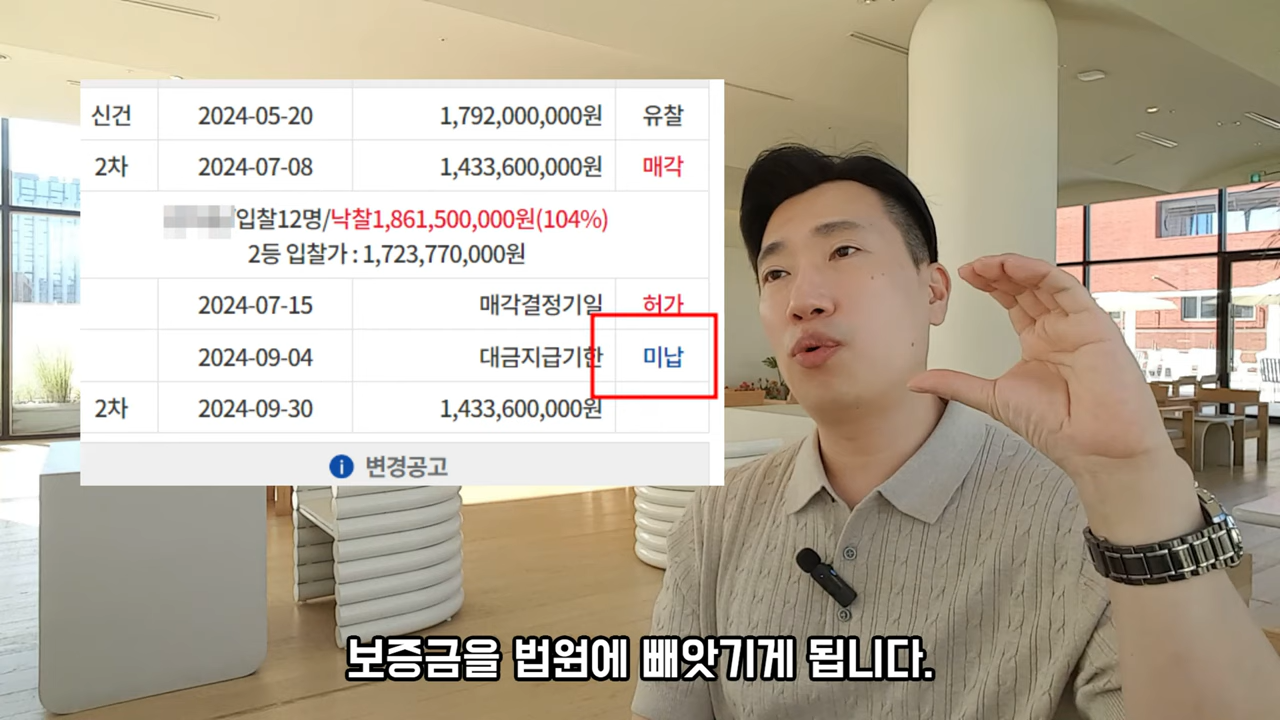 신건 2024-05-20 1,792,000,000원 유찰
2차 2024-07-08 1,433,600,000원 매각
입찰12명/낙찰1,861,500,000원(104%)
2등 입찰가 : 1,723,770,000원
2024-07-15 매각결정기일 허가
2024-09-04 대금지급기한 미납
2차 2024-09-30 1,433,600,000원
변경공고
보증금을 법원에 빼앗기게 됩니다.